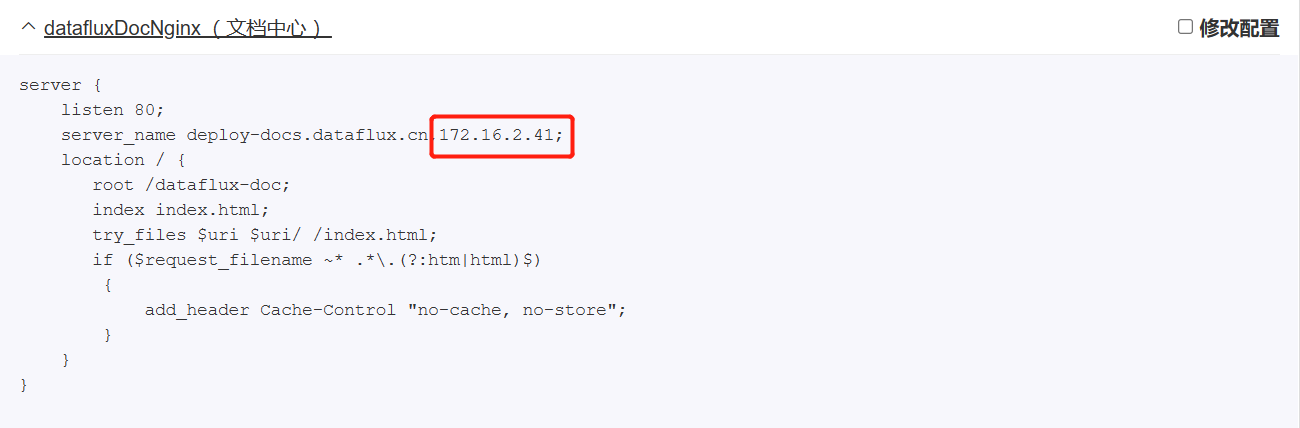 datafluxDocNginx （文档中心）
修改配置
server {
    listen 80;
    server_name deploy-docs.dataflux.cn 172.16.2.41;
    location / {
       root /dataflux-doc;
       index index.html;
       try_files $uri $uri/ /index.html;
       if ($request_filename ~* .*\.(?:htm|html)$)
        {
            add_header Cache-Control "no-cache, no-store";
        }
    }
}